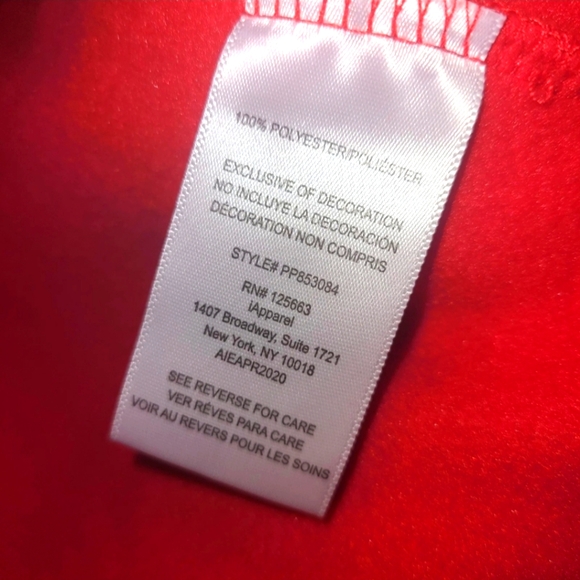 100% POLYESTER/POLIÉSTER
EXCLUSIVE OF DECORATION
NO INCLUYE LA DECORACIÓN
DÉCORATION NON COMPRIS
STYLE# PP853084
RN# 125663
iApparel
1407 Broadway, Suite 1721
New York, NY 10018
AIEAPR2020
SEE REVERSE FOR CARE
VER RÉVES PARA CARE
VOIR AU REVERS POUR LES SOINS